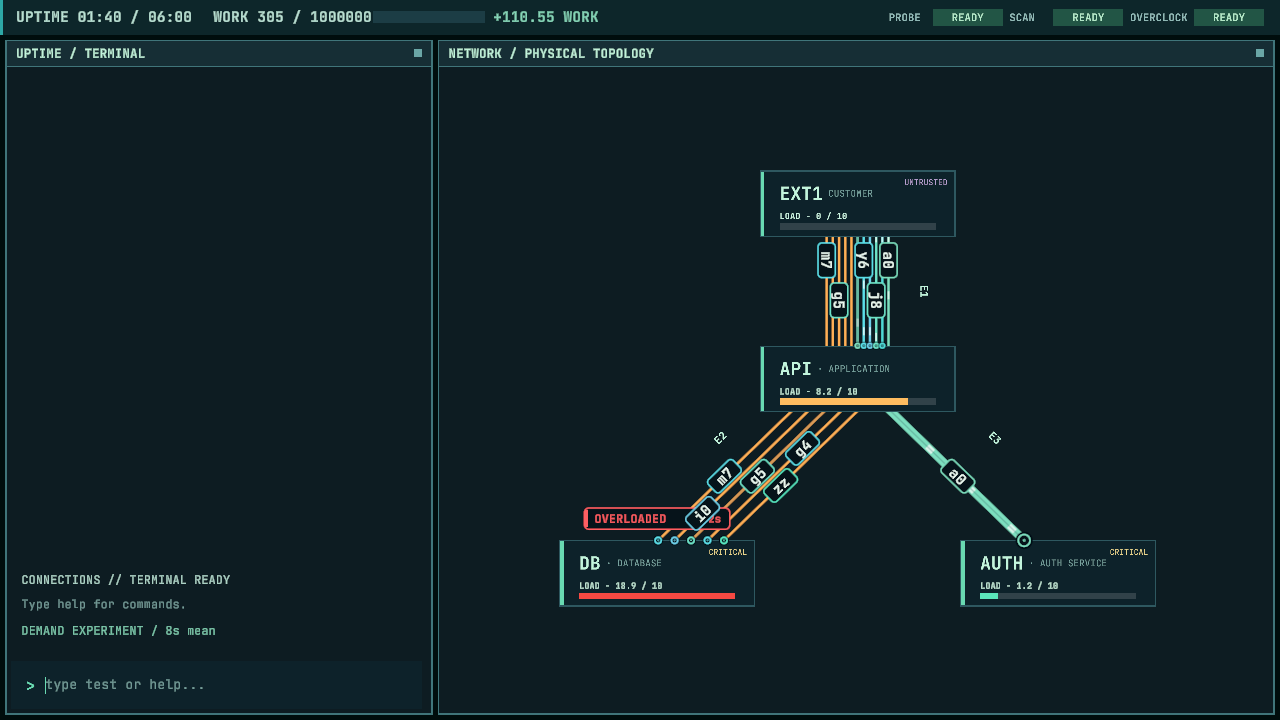 UPTIME 01:40 / 06:00 WORK 305 / 1000000 +110.55 WORK PROBE READY SCAN READY OVERCLOCK READY
UPTIME / TERMINAL
NETWORK / PHYSICAL TOPOLOGY
UNTRUSTED
EXT1 CUSTOMER
LOAD - 0 / 10
m7 y6 a0
g5 j8
E1
API · APPLICATION
LOAD - 8.2 / 10
E2 E3
g4
m7 g5 zz a0
i0
OVERLOADED
CRITICAL
DB · DATABASE
LOAD - 18.9 / 10
CRITICAL
AUTH · AUTH SERVICE
LOAD - 1.2 / 10
CONNECTIONS // TERMINAL READY
Type help for commands.
DEMAND EXPERIMENT / 8s mean
> type test or help...